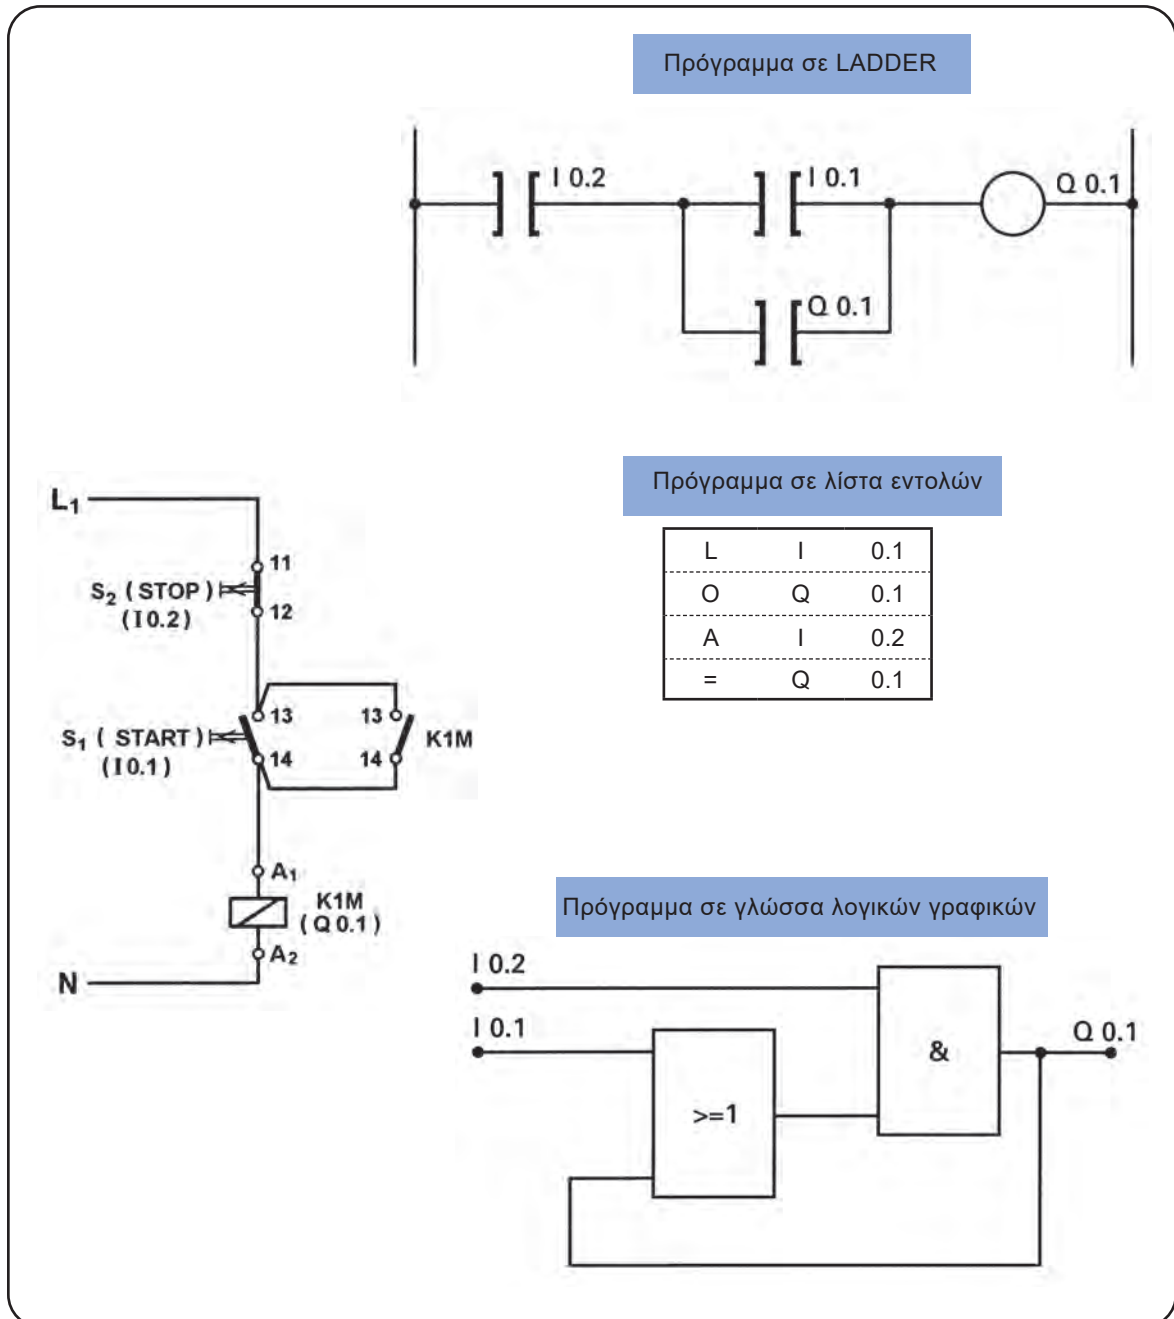 Πρόγραμμα σε LADDER
I 0.2
I 0.1
Q 0.1
Q 0.1
Πρόγραμμα σε λίστα εντολών
L I 0.1
O Q 0.1
A I 0.2
= Q 0.1
L1
11
S2 ( STOP )
( I 0.2 )
12
13
13
S1 ( START )
K1M
( I 0.1 )
14
14
A1
K1M
( Q 0.1 )
A2
N
Πρόγραμμα σε γλώσσα λογικών γραφικών
I 0.2
I 0.1
Q 0.1
&
>=1